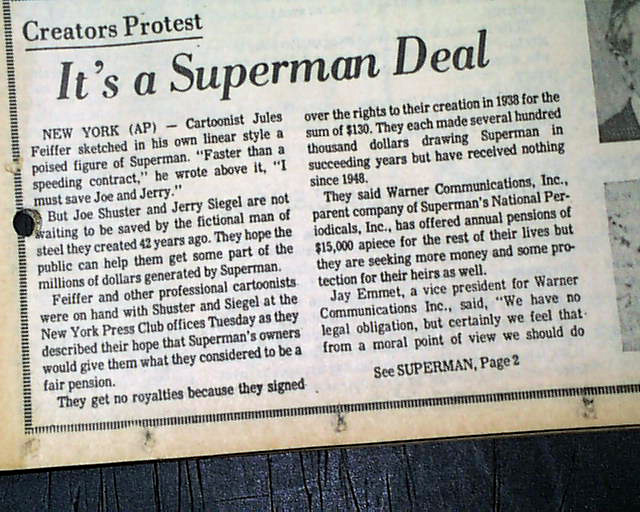 Creators Protest
It's a Superman Deal
NEW YORK (AP) — Cartoonist Jules
Feiffer sketched in his own linear style a
poised figure of Superman. "Faster than a
speeding contract," he wrote above it, "I
must save Joe and Jerry."
But Joe Shuster and Jerry Siegel are not
waiting to be saved by the fictional man of
steel they created 42 years ago. They hope the
public can help them get some part of the
millions of dollars generated by Superman.
Feiffer and other professional cartoonists
were on hand with Shuster and Siegel at the
New York Press Club offices Tuesday as they
described their hope that Superman's owners
would give them what they considered to be a
fair pension.
They get no royalties because they signed
over the rights to their creation in 1938 for the
sum of $130. They each made several hundred
thousand dollars drawing Superman in
succeeding years but have received nothing
since 1948.
They said Warner Communications, Inc.,
parent company of Superman's National Per-
iodicals, Inc., has offered annual pensions of
$15,000 apiece for the rest of their lives but
they are seeking more money and some pro-
tection for their heirs as well.
Jay Emmet, a vice president for Warner
Communications Inc., said, "We have no
legal obligation, but certainly we feel that
from a moral point of view we should do
See SUPERMAN, Page 2